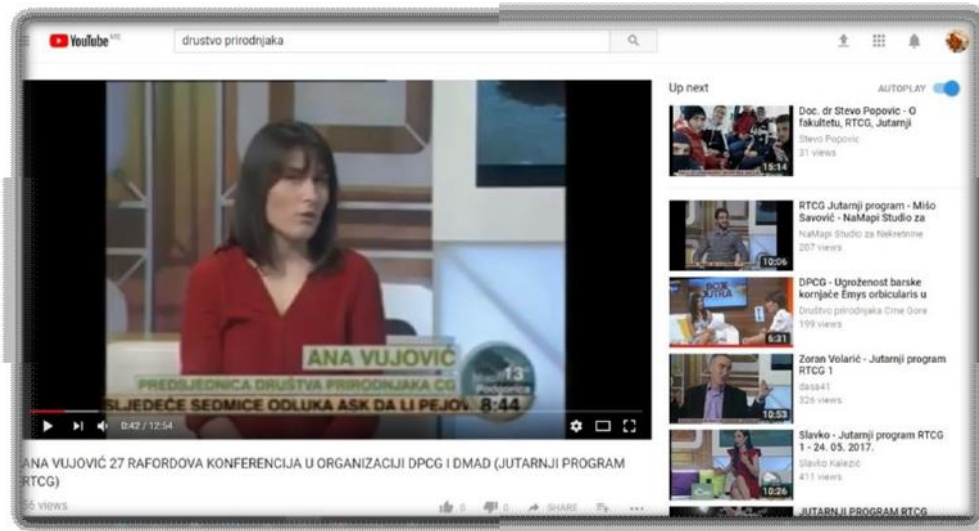 YouTube ME
drustvo prirodnjaka
ANA VUJOVIĆ
PREDSJEDNICA DRUŠTVA PRIRODNJAKA CG
13°
Podgorica
SLJEDEĆE SEDMICE ODLUKA ASK DA LI PEJOV
8:44
0:42 / 12:54
ANA VUJOVIĆ 27 RAFORDOVA KONFERENCIJA U ORGANIZACIJI DPCG I DMAD (JUTARNJI PROGRAM
RTCG)
56 views
0
0
SHARE
Up next
AUTOPLAY
Doc. dr Stevo Popovic - O
fakultetu, RTCG, Jutarnji
Stevo Popovic
31 views
15:14
RTCG Jutarnji program - Mišo
Savović - NaMapi Studio za
NaMapi Studio za Nekretnine
207 views
10:06
DPCG - Ugroženost barske
kornjače Emys orbicularis u
Društvo prirodnjaka Crne Gore
199 views
6:31
Zoran Volarić - Jutarnji program
RTCG 1
dasa41
326 views
10:53
Slavko - Jutarnji program RTCG
1 - 24. 05. 2017.
Slavko Kalezić
411 views
10:26
JUTARNJI PROGRAM RTCG